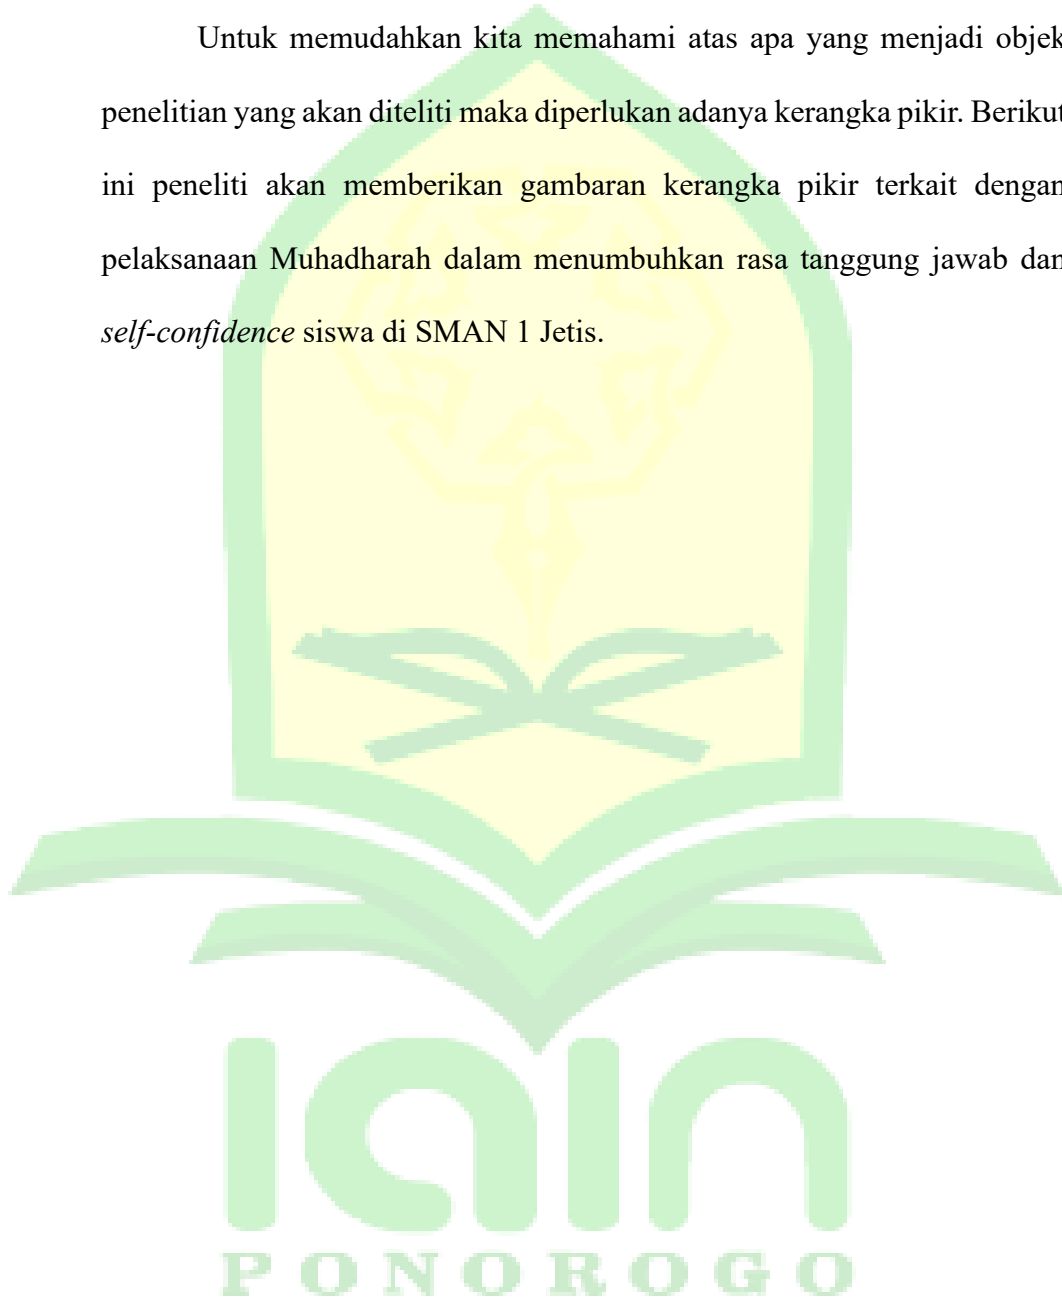 Untuk memudahkan kita memahami atas apa yang menjadi objek
penelitian yang akan diteliti maka diperlukan adanya kerangka pikir. Berikut
ini peneliti akan memberikan gambaran kerangka pikir terkait dengan
pelaksanaan Muhadharah dalam menumbuhkan rasa tanggung jawab dan
self-confidence siswa di SMAN 1 Jetis.
iain
PONOROGO